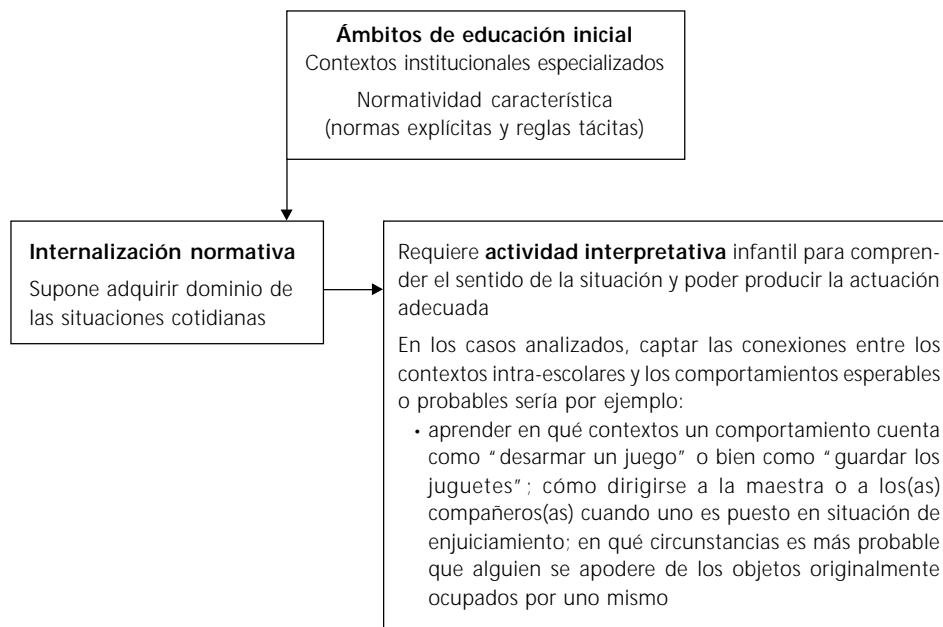 Ámbitos de educación inicial
Contextos institucionales especializados
Normatividad característica
(normas explícitas y reglas tácitas)
Internalización normativa
Supone adquirir dominio de
las situaciones cotidianas
Requiere actividad interpretativa infantil para compren-
der el sentido de la situación y poder producir la actuación
adecuada
En los casos analizados, captar las conexiones entre los
contextos intra-escolares y los comportamientos esperables
o probables sería por ejemplo:
• aprender en qué contextos un comportamiento cuenta
como "desarmar un juego" o bien como "guardar los
juguetes"; cómo dirigirse a la maestra o a los(as)
compañeros(as) cuando uno es puesto en situación de
enjuiciamiento; en qué circunstancias es más probable
que alguien se apodere de los objetos originalmente
ocupados por uno mismo